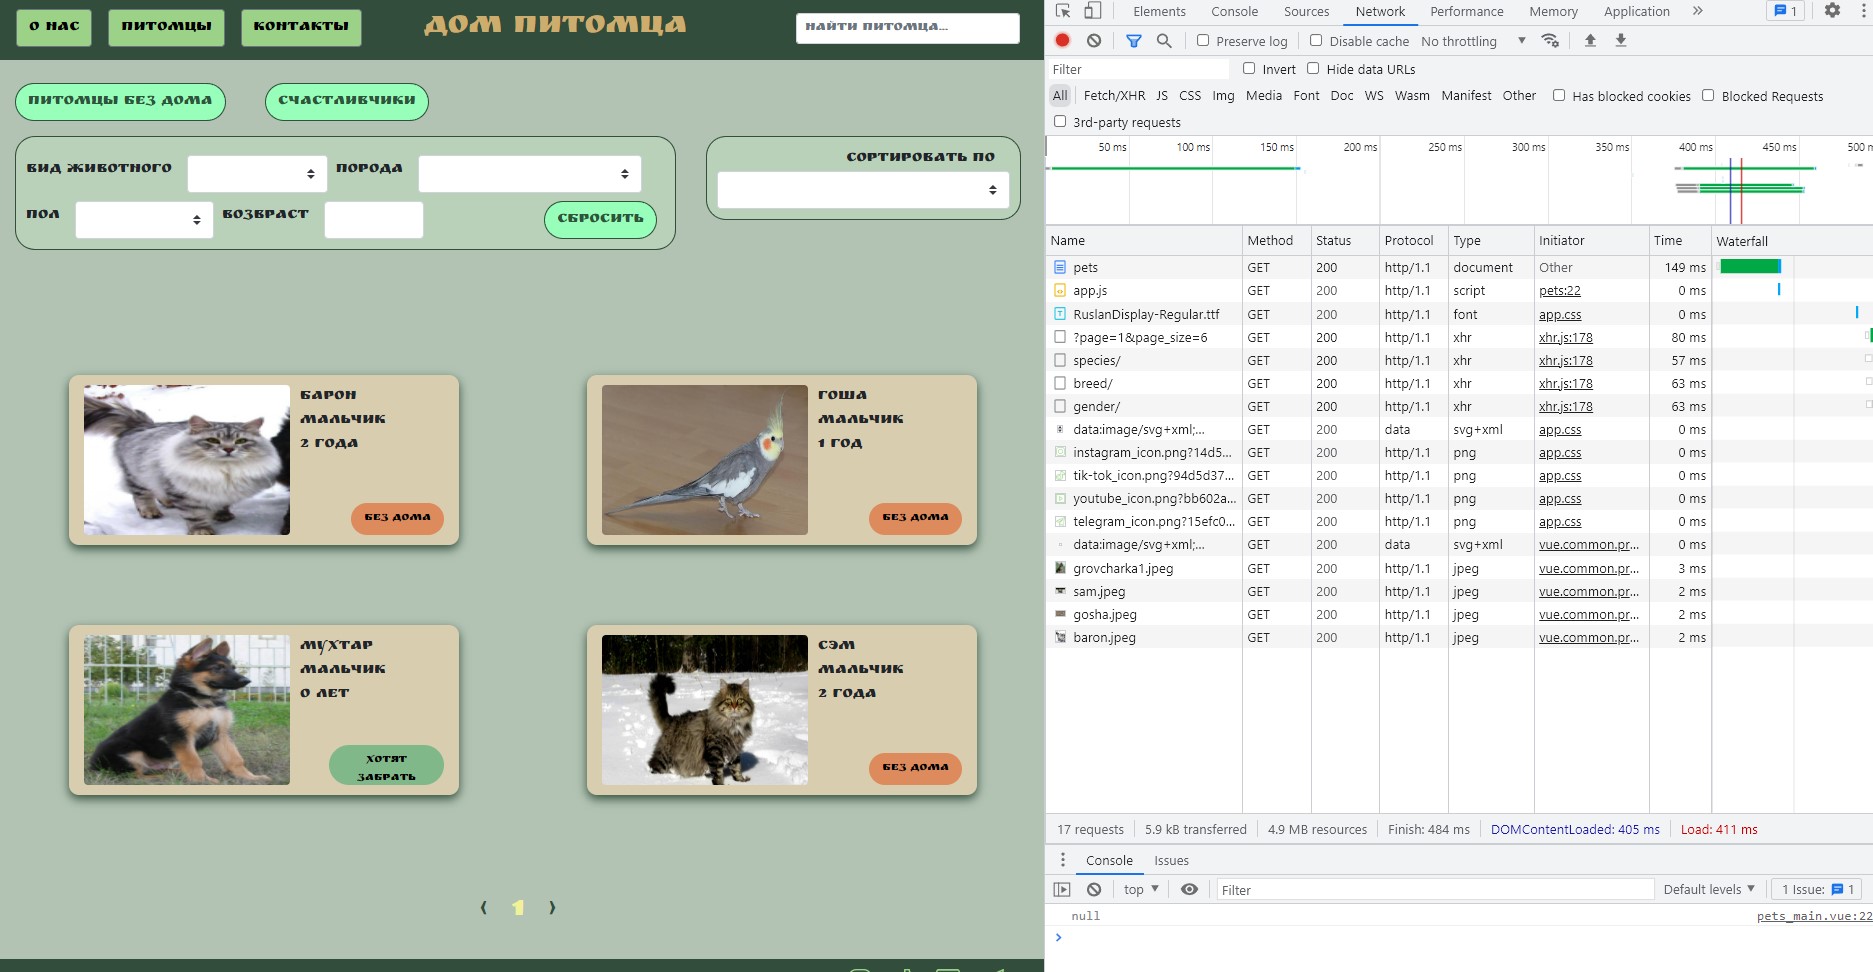 О НАС
ПИТОМЦЫ
КОНТАКТЫ
ДОМ ПИТОМЦА
НАЙТИ ПИТОМЦА...
ПИТОМЦЫ БЕЗ ДОМА
СЧАСТЛИВЧИКИ
ВИД ЖИВОТНОГО
ПОРОДА
ПОЛ
ВОЗВРАСТ
СБРОСИТЬ
СОРТИРОВАТЬ ПО
БАРОН
МАЛЬЧИК
2 ГОДА
БЕЗ ДОМА
ГОША
МАЛЬЧИК
1 ГОД
БЕЗ ДОМА
МУХТАР
МАЛЬЧИК
0 ЛЕТ
ХОТЯТ
ЗАБРАТЬ
СЭМ
МАЛЬЧИК
2 ГОДА
БЕЗ ДОМА
‹ 1 ›
Elements Console Sources Network Performance Memory Application » 1
Preserve log Disable cache No throttling
Filter Invert Hide data URLs
All Fetch/XHR JS CSS Img Media Font Doc WS Wasm Manifest Other Has blocked cookies Blocked Requests
3rd-party requests
50 ms 100 ms 150 ms 200 ms 250 ms 300 ms 350 ms 400 ms 450 ms 500 m
Name Method Status Protocol Type Initiator Time Waterfall
pets GET 200 http/1.1 document Other 149 ms
app.js GET 200 http/1.1 script pets:22 0 ms
RuslanDisplay-Regular.ttf GET 200 http/1.1 font app.css 0 ms
?page=1&page_size=6 GET 200 http/1.1 xhr xhr.js:178 80 ms
species/ GET 200 http/1.1 xhr xhr.js:178 57 ms
breed/ GET 200 http/1.1 xhr xhr.js:178 63 ms
gender/ GET 200 http/1.1 xhr xhr.js:178 63 ms
data:image/svg+xml;... GET 200 data svg+xml app.css 0 ms
instagram_icon.png?14d5... GET 200 http/1.1 png app.css 0 ms
tik-tok_icon.png?94d5d37... GET 200 http/1.1 png app.css 0 ms
youtube_icon.png?bb602a... GET 200 http/1.1 png app.css 0 ms
telegram_icon.png?15efc0... GET 200 http/1.1 png app.css 0 ms
data:image/svg+xml;... GET 200 data svg+xml vue.common.pr... 0 ms
grovcharka1.jpeg GET 200 http/1.1 jpeg vue.common.pr... 3 ms
sam.jpeg GET 200 http/1.1 jpeg vue.common.pr... 2 ms
gosha.jpeg GET 200 http/1.1 jpeg vue.common.pr... 2 ms
baron.jpeg GET 200 http/1.1 jpeg vue.common.pr... 2 ms
17 requests 5.9 kB transferred 4.9 MB resources Finish: 484 ms DOMContentLoaded: 405 ms Load: 411 ms
Console Issues
top Filter Default levels 1 Issue: 1
null pets_main.vue:22